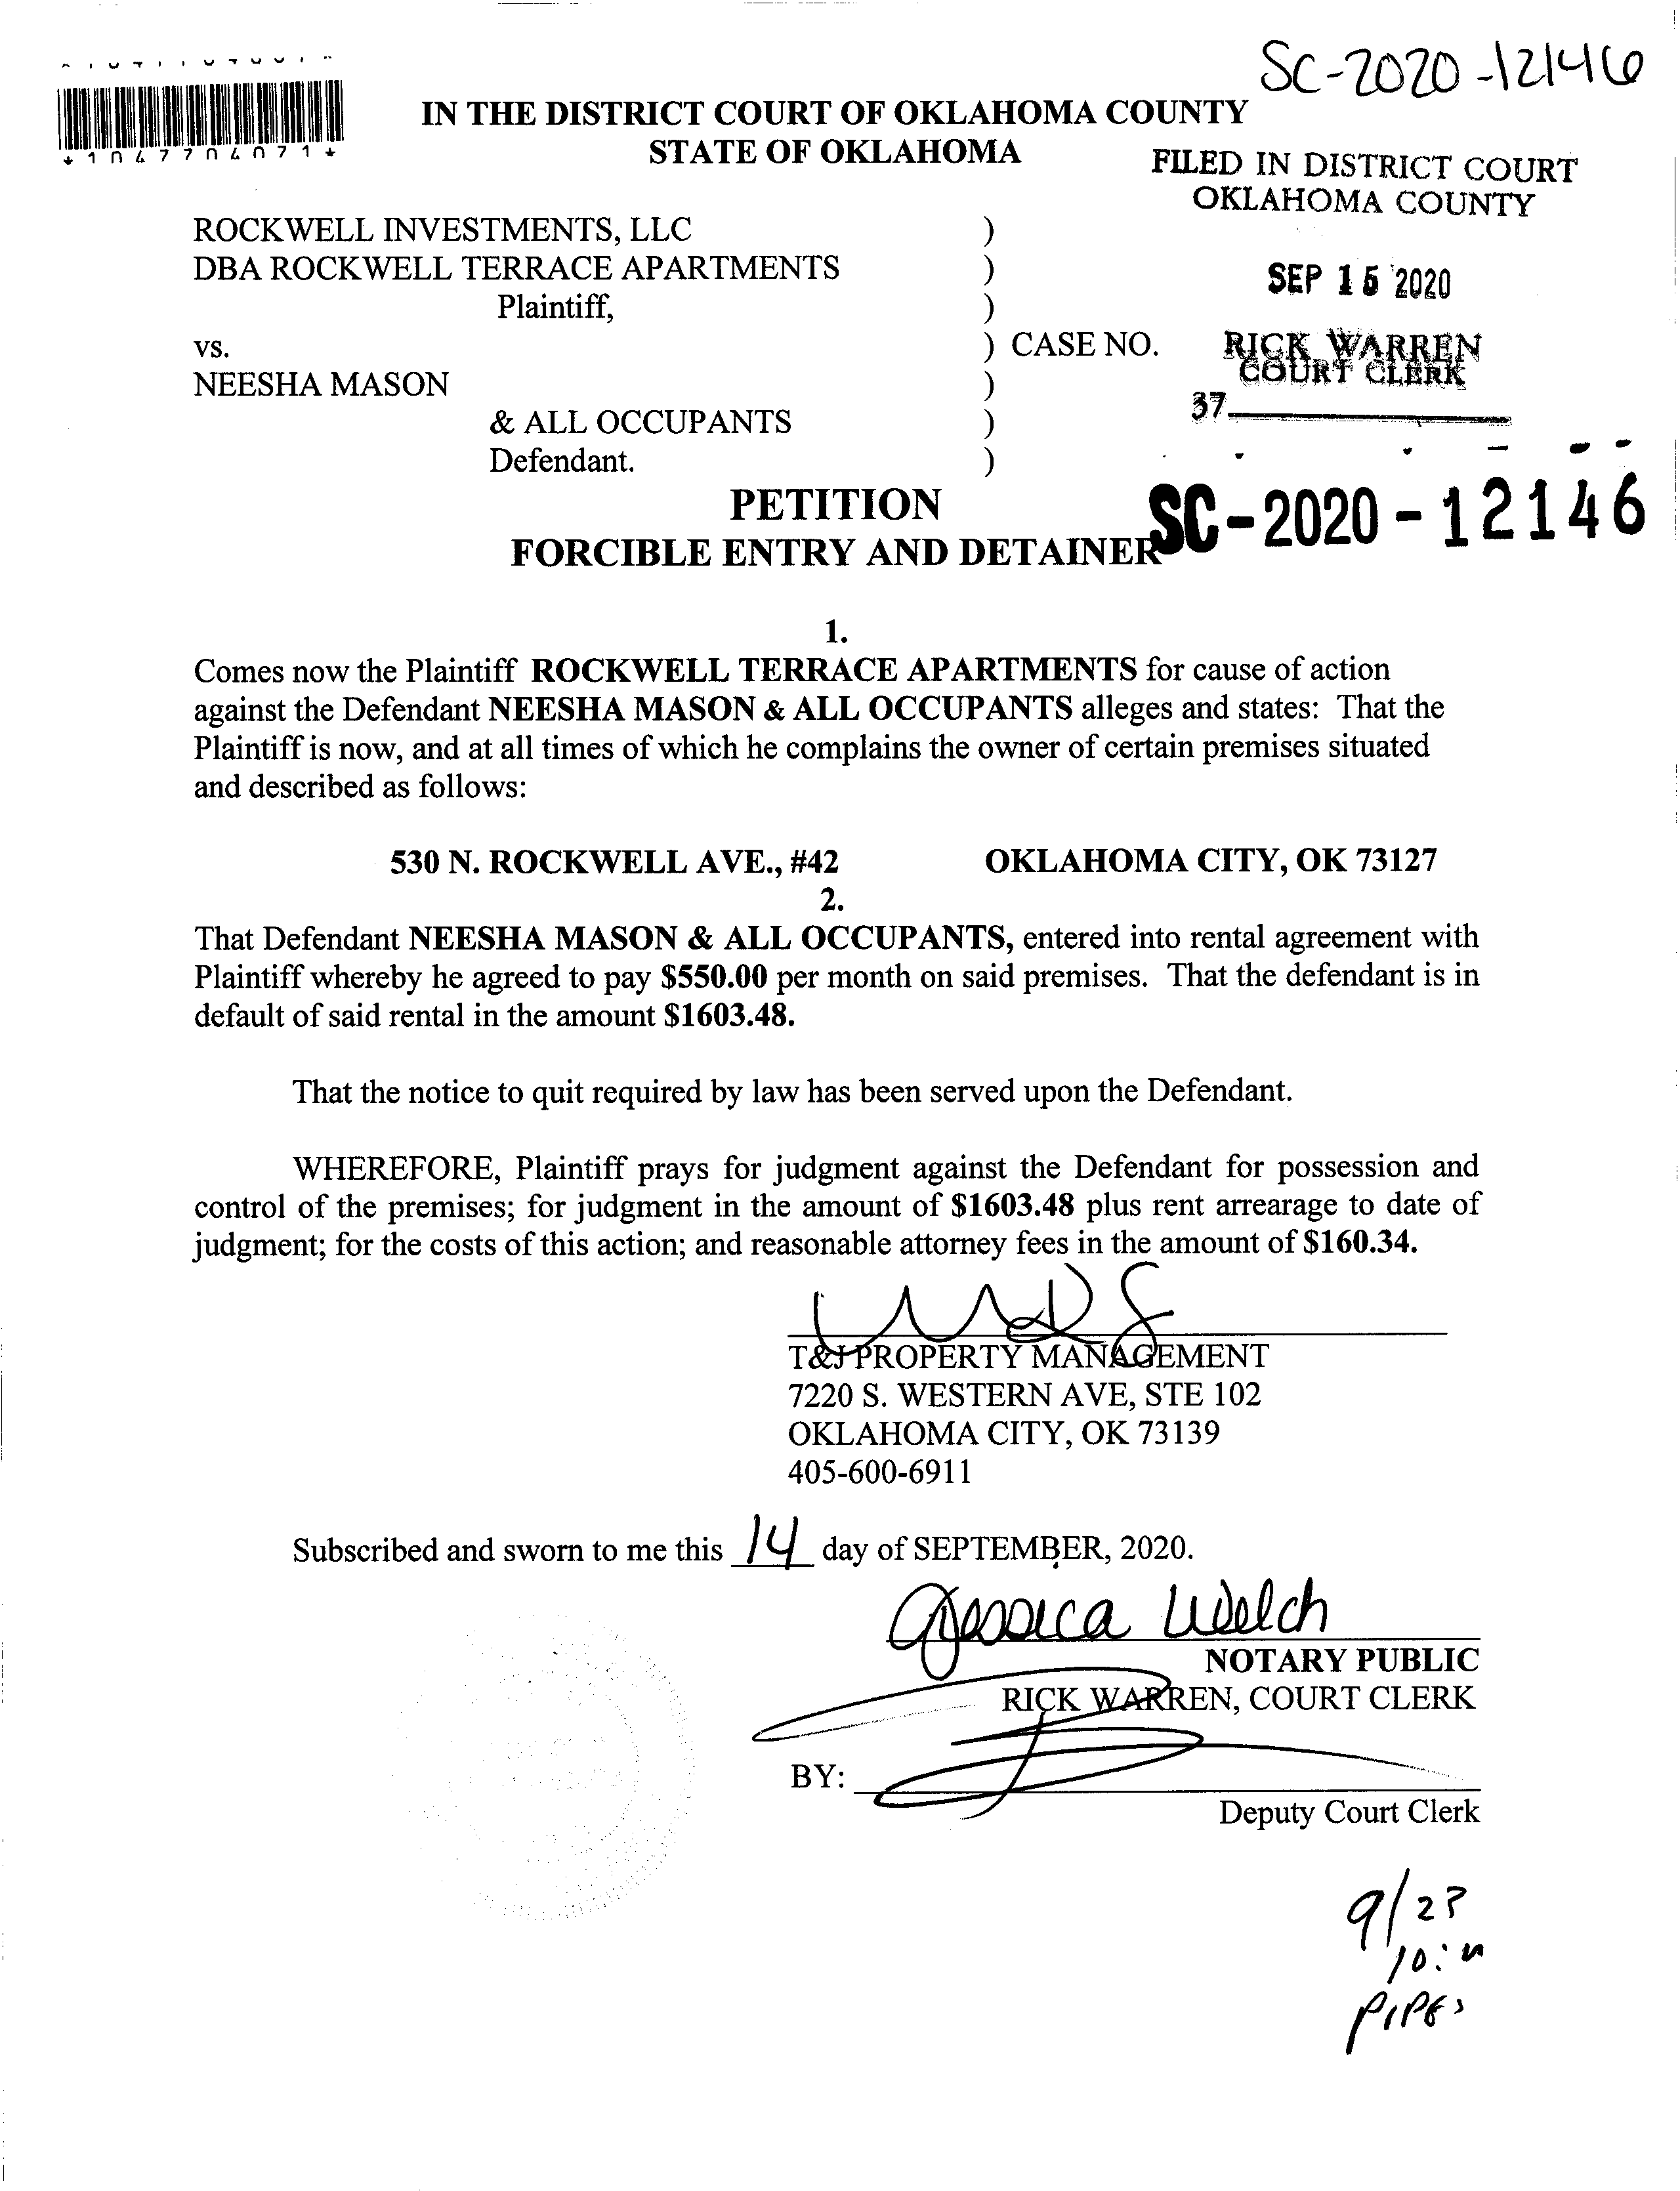 SC-2020-12146
*1047704071*
IN THE DISTRICT COURT OF OKLAHOMA COUNTY
STATE OF OKLAHOMA
FILED IN DISTRICT COURT
OKLAHOMA COUNTY
ROCKWELL INVESTMENTS, LLC )
DBA ROCKWELL TERRACE APARTMENTS )
SEP 15 2020
Plaintiff, )
vs. ) CASE NO.
RICK WARREN
COURT CLERK
NEESHA MASON )
37
& ALL OCCUPANTS )
Defendant. )
PETITION
SC-2020-12146
FORCIBLE ENTRY AND DETAINER
1.
Comes now the Plaintiff ROCKWELL TERRACE APARTMENTS for cause of action
against the Defendant NEESHA MASON & ALL OCCUPANTS alleges and states: That the
Plaintiff is now, and at all times of which he complains the owner of certain premises situated
and described as follows:
530 N. ROCKWELL AVE., #42 OKLAHOMA CITY, OK 73127
2.
That Defendant NEESHA MASON & ALL OCCUPANTS, entered into rental agreement with
Plaintiff whereby he agreed to pay $550.00 per month on said premises. That the defendant is in
default of said rental in the amount $1603.48.
That the notice to quit required by law has been served upon the Defendant.
WHEREFORE, Plaintiff prays for judgment against the Defendant for possession and
control of the premises; for judgment in the amount of $1603.48 plus rent arrearage to date of
judgment; for the costs of this action; and reasonable attorney fees in the amount of $160.34.
T&J PROPERTY MANAGEMENT
7220 S. WESTERN AVE, STE 102
OKLAHOMA CITY, OK 73139
405-600-6911
Subscribed and sworn to me this 14 day of SEPTEMBER, 2020.
Jessica Welch
NOTARY PUBLIC
RICK WARREN, COURT CLERK
BY:
Deputy Court Clerk
9/23